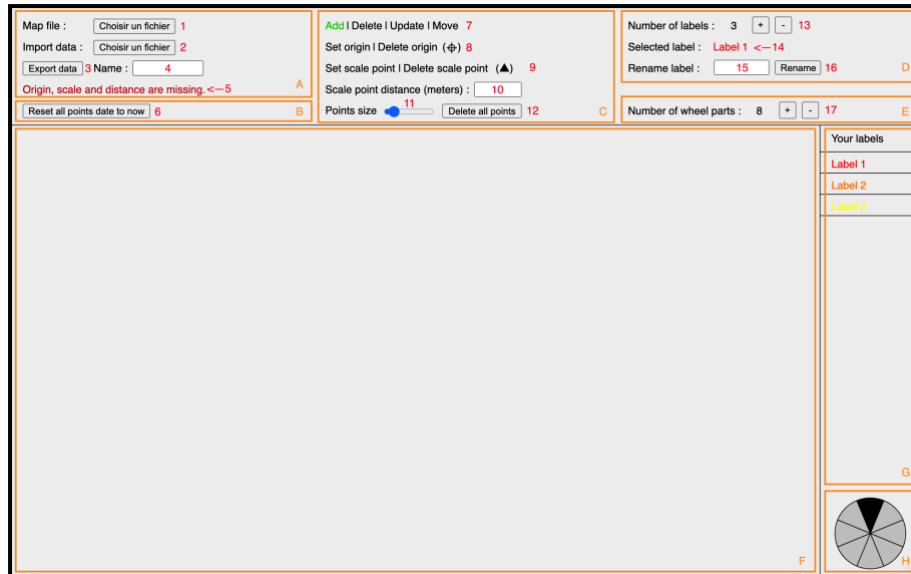 Map file : Choisir un fichier 1
Import data : Choisir un fichier 2
Export data 3 Name : 4
Origin, scale and distance are missing. <—5 A
Reset all points date to now 6 B
Add | Delete | Update | Move 7
Set origin | Delete origin (⌖) 8
Set scale point | Delete scale point (▲) 9
Scale point distance (meters) : 10
Points size 11 Delete all points 12 C
Number of labels : 3 + - 13
Selected label : Label 1 <—14
Rename label : 15 Rename 16 D
Number of wheel parts : 8 + - 17 E
Your labels
Label 1
Label 2
Label 3
G
F
H